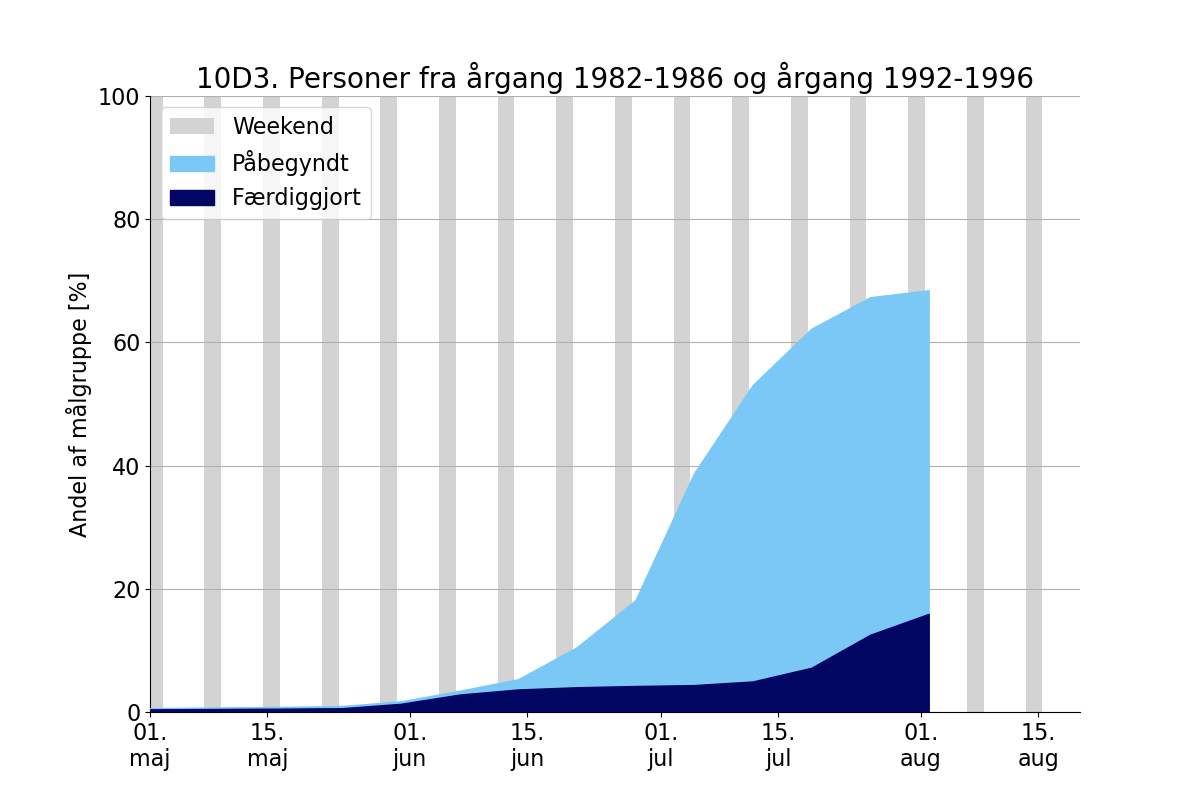 10D3. Personer fra årgang 1982-1986 og årgang 1992-1996
Andel af målgruppe [%]
100
80
60
40
20
0
Weekend
Påbegyndt
Færdiggjort
01. maj
15. maj
01. jun
15. jun
01. jul
15. jul
01. aug
15. aug